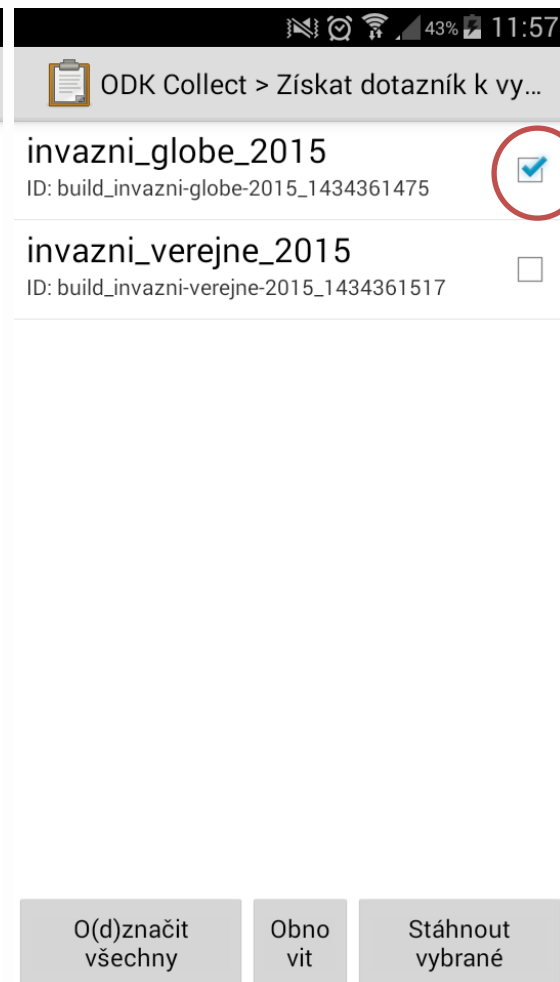 43% 11:57
ODK Collect > Získat dotazník k vy...
invazni_globe_2015
ID: build_invazni-globe-2015_1434361475
invazni_verejne_2015
ID: build_invazni-verejne-2015_1434361517
O(d)značit
všechny
Obno
vit
Stáhnout
vybrané